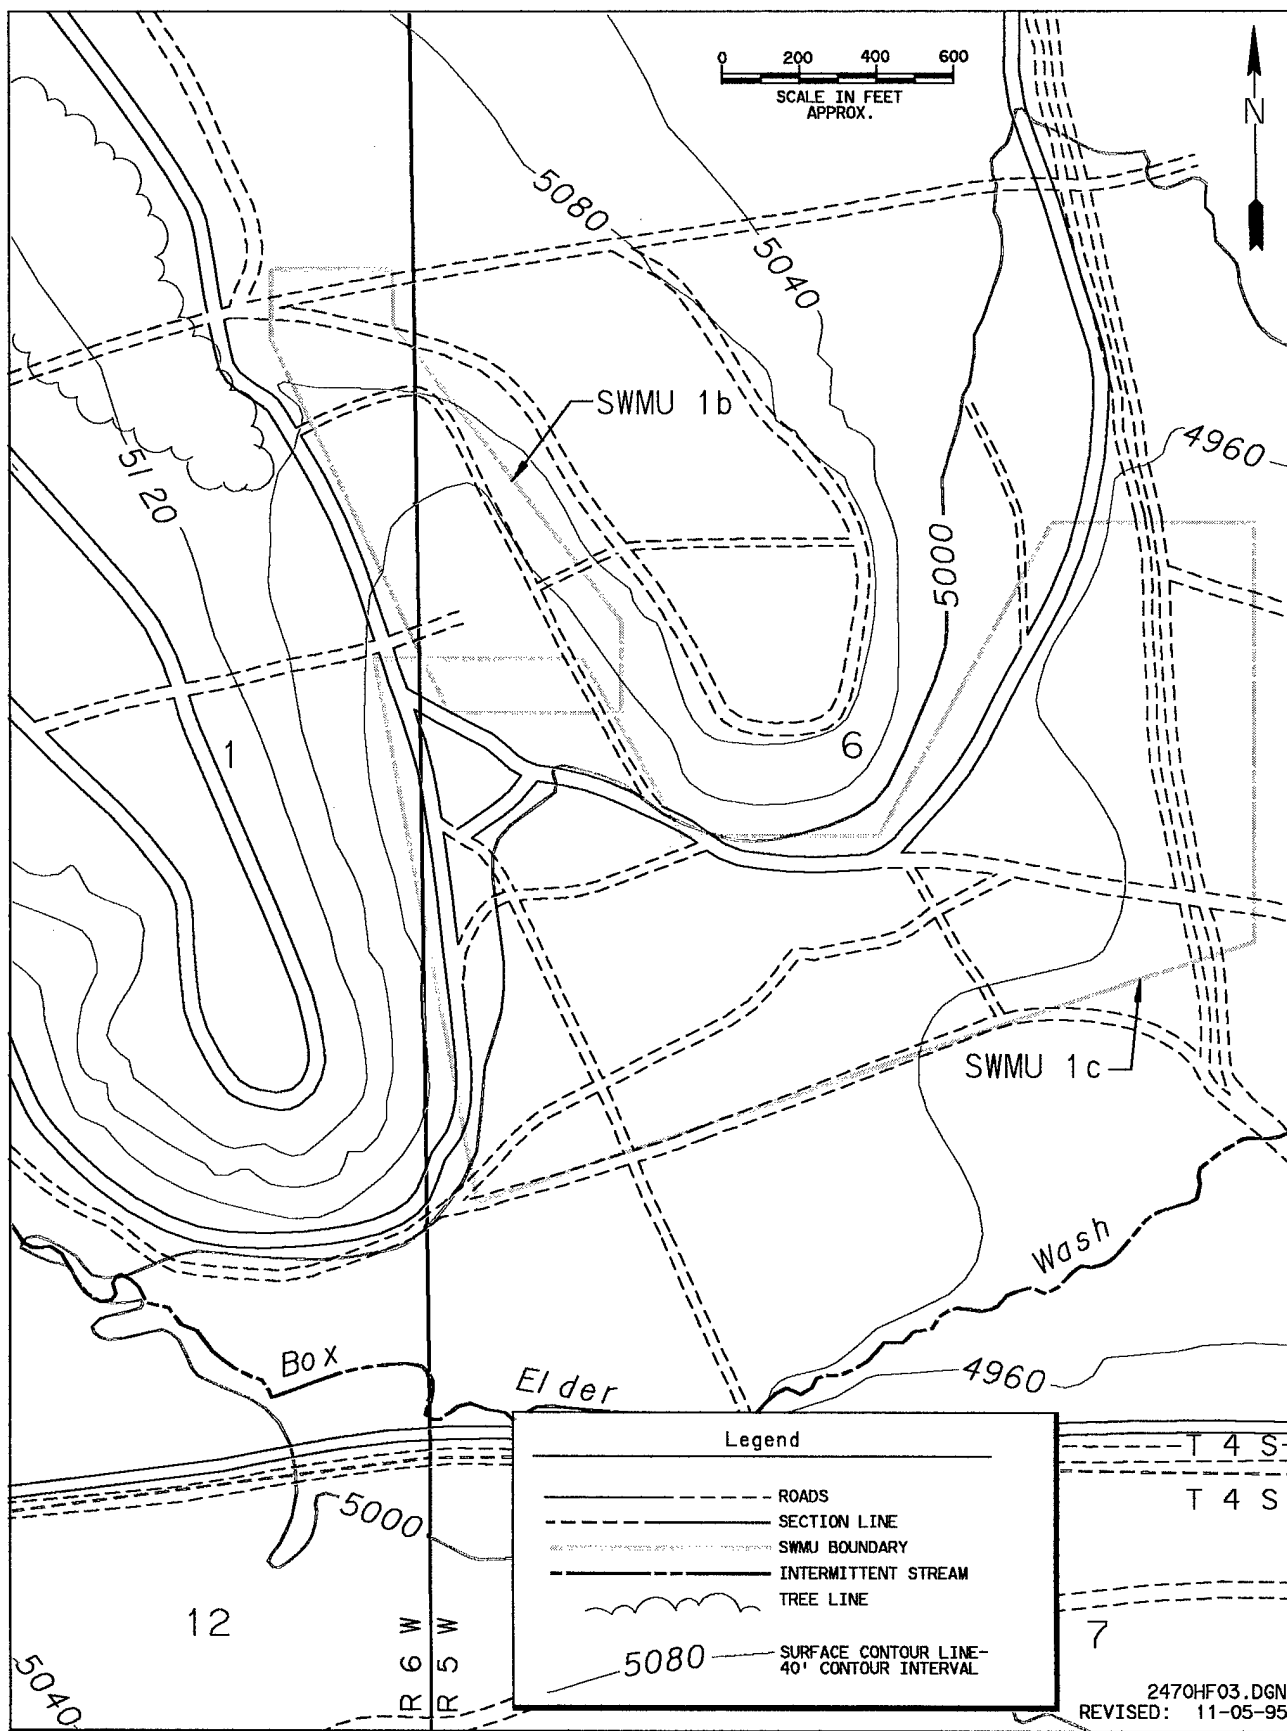 0 200 400 600
SCALE IN FEET
APPROX.
N
5080
5040
SWMU 1b
4960
5120
5000
1
6
SWMU 1c
Wash
Box
Elder
4960
Legend
T 4 S
ROADS
T 4 S
5000
SECTION LINE
SWMU BOUNDARY
INTERMITTENT STREAM
TREE LINE
12
R 6 W
R 5 W
7
5080
SURFACE CONTOUR LINE-
40' CONTOUR INTERVAL
5040
2470HF03.DGN
REVISED: 11-05-95